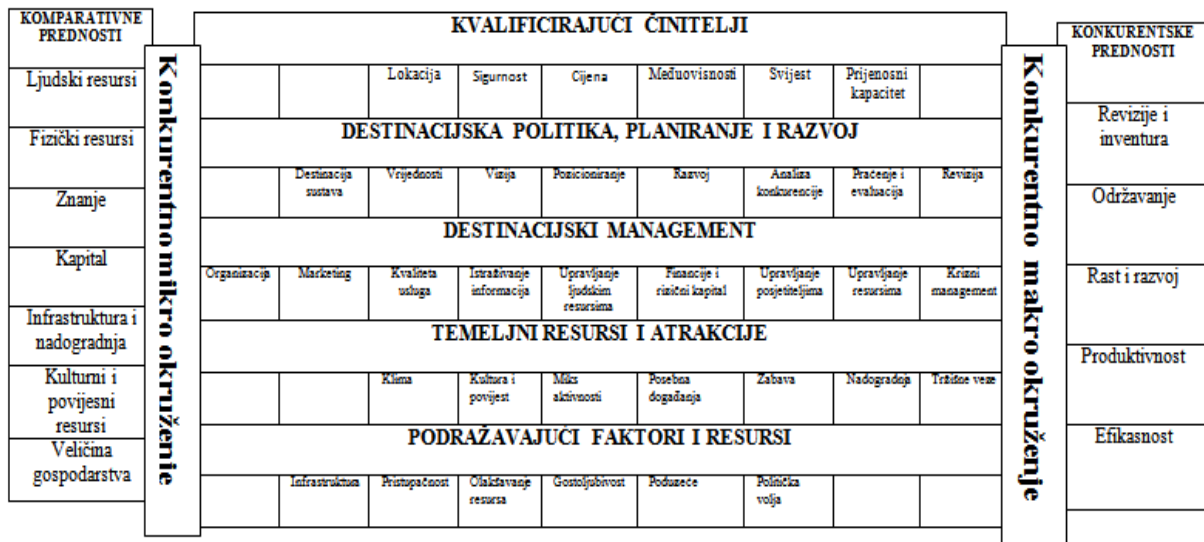 KOMPARATIVNE
PREDNOSTI
Ljudski resursi
Fizički resursi
Znanje
Kapital
Infrastruktura i
nadogradnja
Kulturni i
povijesni
resursi
Veličina
gospodarstva
Konkurentno mikro okruženje
KVALIFICIRAJUĆI ČINITELJI
Lokacija Sigurnost Cijena Međuovisnosti Svijest Prijenosni
kapacitet
DESTINACIJSKA POLITIKA, PLANIRANJE I RAZVOJ
Destinacija Vrijednosti Vizija Pozicioniranje Razvoj Analiza Praćenje i Revizija
sustava konkurencije evaluacija
DESTINACIJSKI MANAGEMENT
Organizacija Marketing Kvaliteta Istraživanje Upravljanje Financije i Upravljanje Upravljanje Krizni
usluga informacija ljudskim rizični kapital posjetiteljima resursima management
resursima
TEMELJNI RESURSI I ATRAKCIJE
Klima Kultura i Miks Posebna Zabava Nadogradnja Tržišne veze
povijest aktivnosti događanja
PODRAŽAVAJUĆI FAKTORI I RESURSI
Infrastruktura Pristupačnost Olakšavanje Gostoljubivost Poduzeće Politička
resursa volja
Konkurentno makro okruženje
KONKURENTSKE
PREDNOSTI
Revizije i
inventura
Održavanje
Rast i razvoj
Produktivnost
Efikasnost